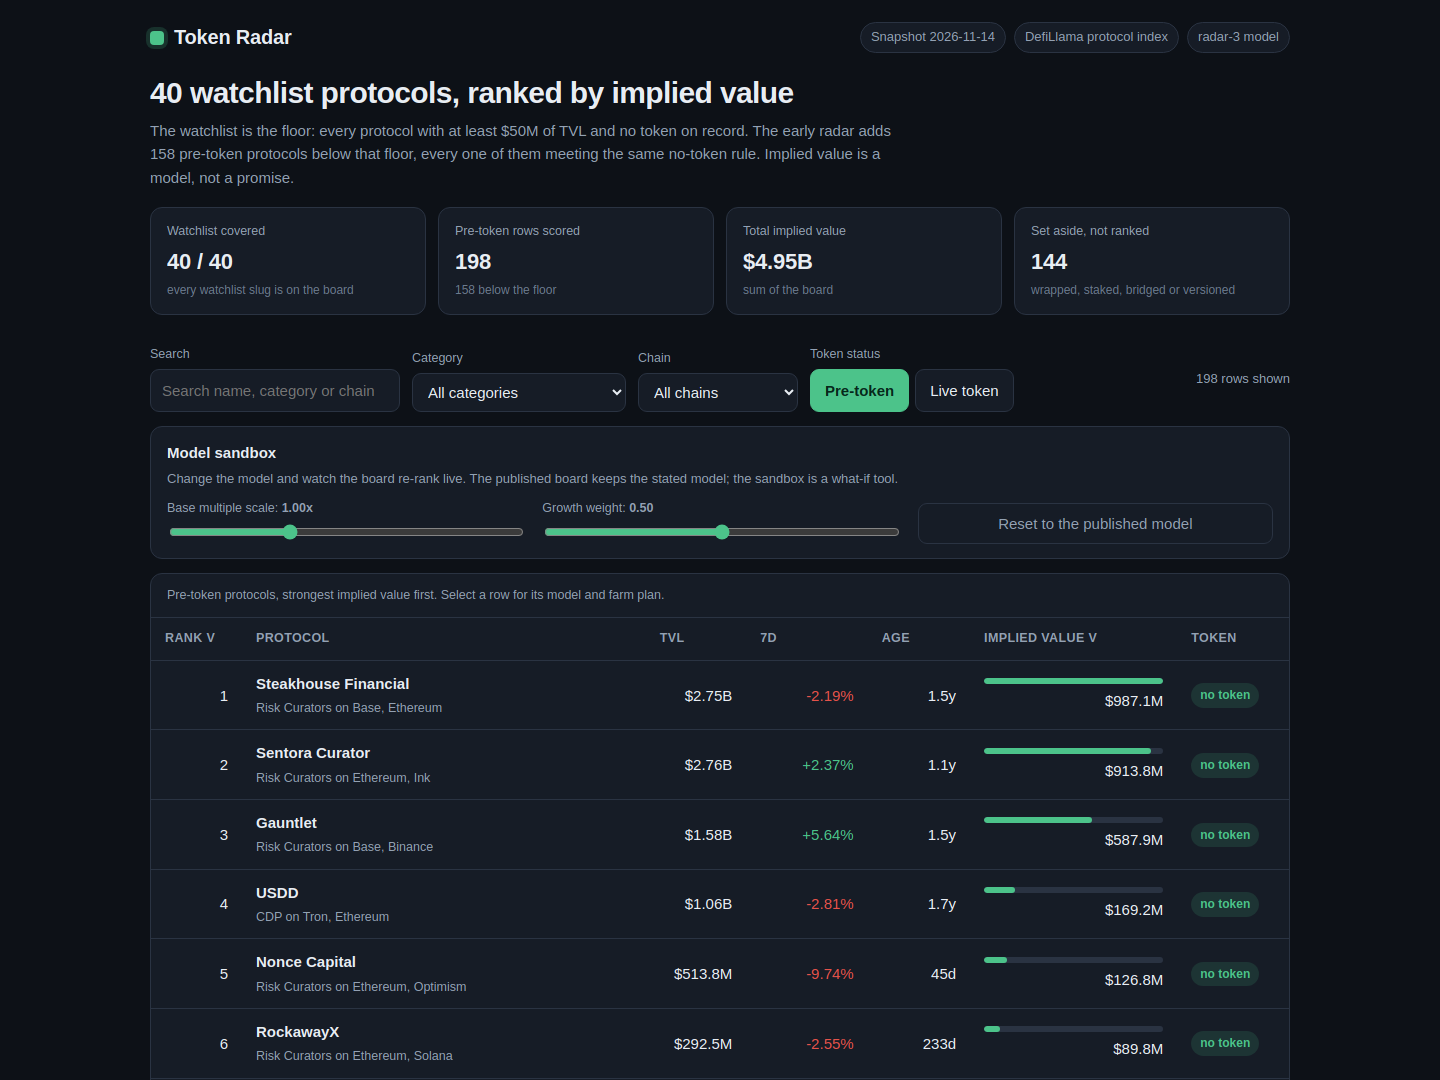 Token Radar
Snapshot 2026-11-14
DefiLlama protocol index
radar-3 model
40 watchlist protocols, ranked by implied value
The watchlist is the floor: every protocol with at least $50M of TVL and no token on record. The early radar adds
158 pre-token protocols below that floor, every one of them meeting the same no-token rule. Implied value is a
model, not a promise.
Watchlist covered
40 / 40
every watchlist slug is on the board
Pre-token rows scored
198
158 below the floor
Total implied value
$4.95B
sum of the board
Set aside, not ranked
144
wrapped, staked, bridged or versioned
Search
Search name, category or chain
Category
All categories
Chain
All chains
Token status
Pre-token
Live token
198 rows shown
Model sandbox
Change the model and watch the board re-rank live. The published board keeps the stated model; the sandbox is a what-if tool.
Base multiple scale: 1.00x
Growth weight: 0.50
Reset to the published model
Pre-token protocols, strongest implied value first. Select a row for its model and farm plan.
RANK V PROTOCOL TVL 7D AGE IMPLIED VALUE V TOKEN
1 Steakhouse Financial $2.75B -2.19% 1.5y $987.1M no token
Risk Curators on Base, Ethereum
2 Sentora Curator $2.76B +2.37% 1.1y $913.8M no token
Risk Curators on Ethereum, Ink
3 Gauntlet $1.58B +5.64% 1.5y $587.9M no token
Risk Curators on Base, Binance
4 USDD $1.06B -2.81% 1.7y $169.2M no token
CDP on Tron, Ethereum
5 Nonce Capital $513.8M -9.74% 45d $126.8M no token
Risk Curators on Ethereum, Optimism
6 RockawayX $292.5M -2.55% 233d $89.8M no token
Risk Curators on Ethereum, Solana